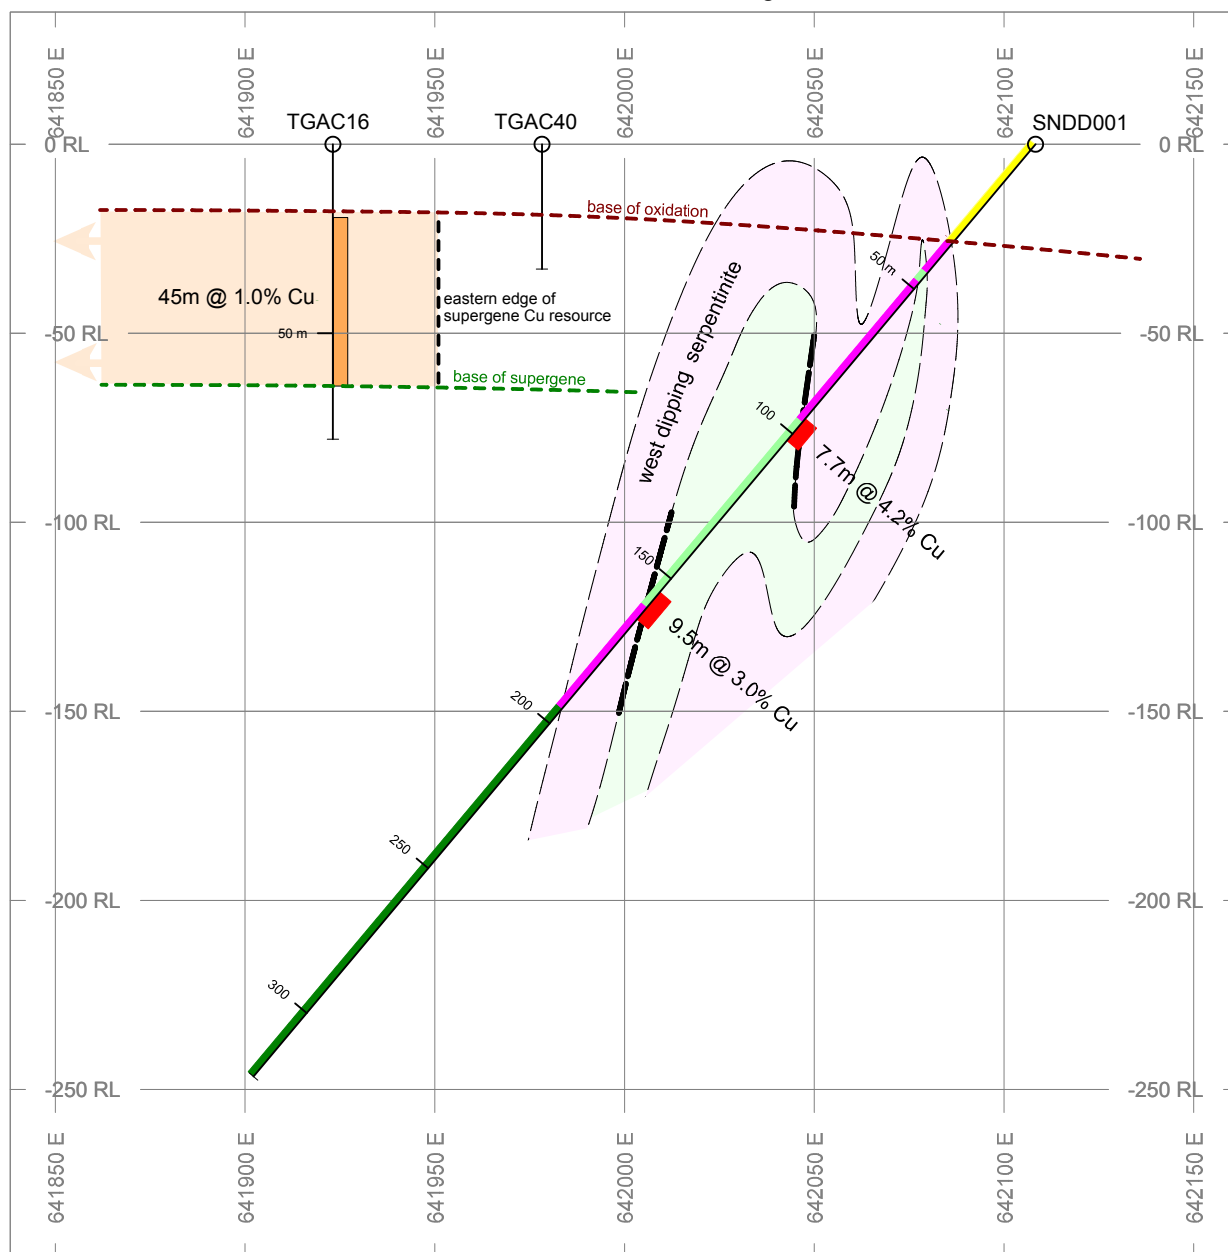 641850 E
641900 E
641950 E
642000 E
642050 E
642100 E
642150 E
TGAC16
TGAC40
SNDD001
0 RL
0 RL
base of oxidation
50 m
45m @ 1.0% Cu
eastern edge of
supergene Cu resource
west dipping serpentinite
-50 RL
50 m
-50 RL
base of supergene
100
7.7m @ 4.2% Cu
-100 RL
-100 RL
150
9.5m @ 3.0% Cu
200
-150 RL
-150 RL
250
-200 RL
-200 RL
300
-250 RL
-250 RL
641850 E
641900 E
641950 E
642000 E
642050 E
642100 E
642150 E